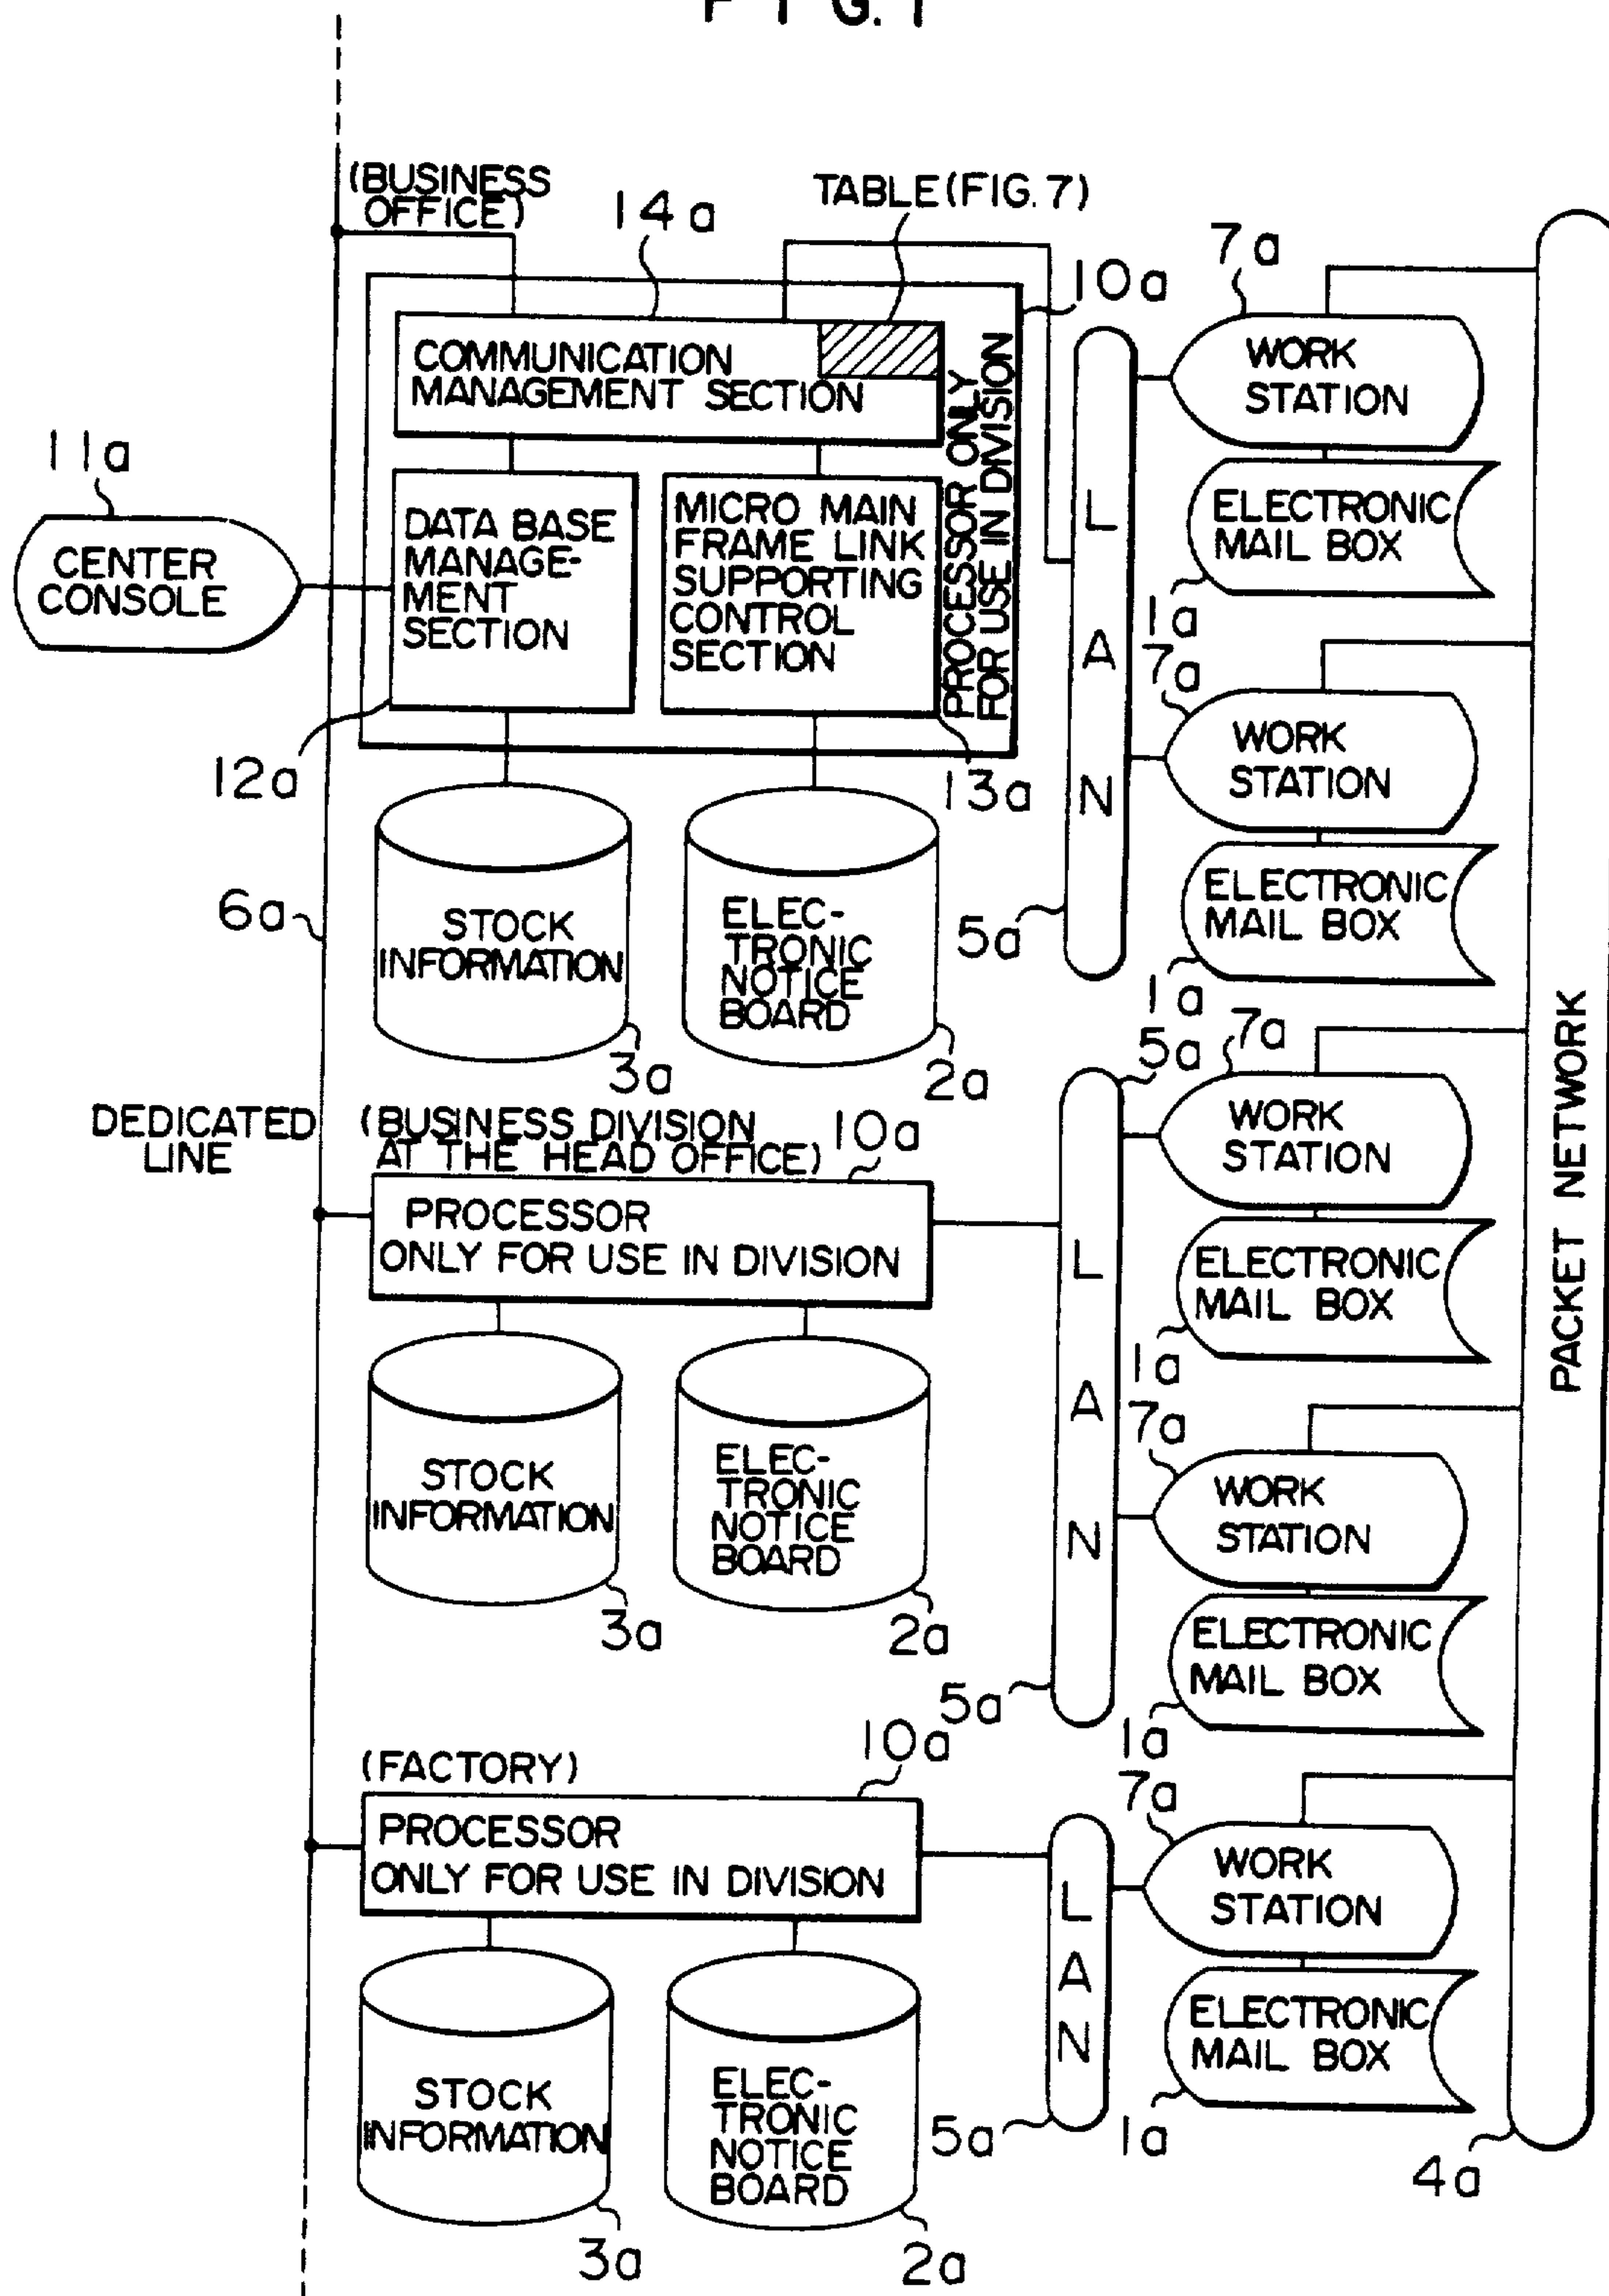 FIG. 1
(BUSINESS
OFFICE)
14a
TABLE (FIG. 7)
10a
COMMUNICATION
MANAGEMENT SECTION
PROCESSOR ONLY
FOR USE IN DIVISION
11a
CENTER
CONSOLE
DATA BASE
MANAGE-
MENT
SECTION
MICRO MAIN
FRAME LINK
SUPPORTING
CONTROL
SECTION
12a
13a
6a
STOCK
INFORMATION
3a
ELEC-
TRONIC
NOTICE
BOARD
2a
LAN
5a
7a
WORK
STATION
ELECTRONIC
MAIL BOX
1a
7a
WORK
STATION
ELECTRONIC
MAIL BOX
1a
DEDICATED
LINE
(BUSINESS DIVISION
AT THE HEAD OFFICE)
10a
PROCESSOR
ONLY FOR USE IN DIVISION
STOCK
INFORMATION
3a
ELEC-
TRONIC
NOTICE
BOARD
2a
5a
LAN
5a
7a
WORK
STATION
ELECTRONIC
MAIL BOX
1a
7a
WORK
STATION
ELECTRONIC
MAIL BOX
1a
(FACTORY)
10a
PROCESSOR
ONLY FOR USE IN DIVISION
STOCK
INFORMATION
3a
ELEC-
TRONIC
NOTICE
BOARD
2a
LAN
5a
7a
WORK
STATION
ELECTRONIC
MAIL BOX
1a
PACKET NETWORK
4a